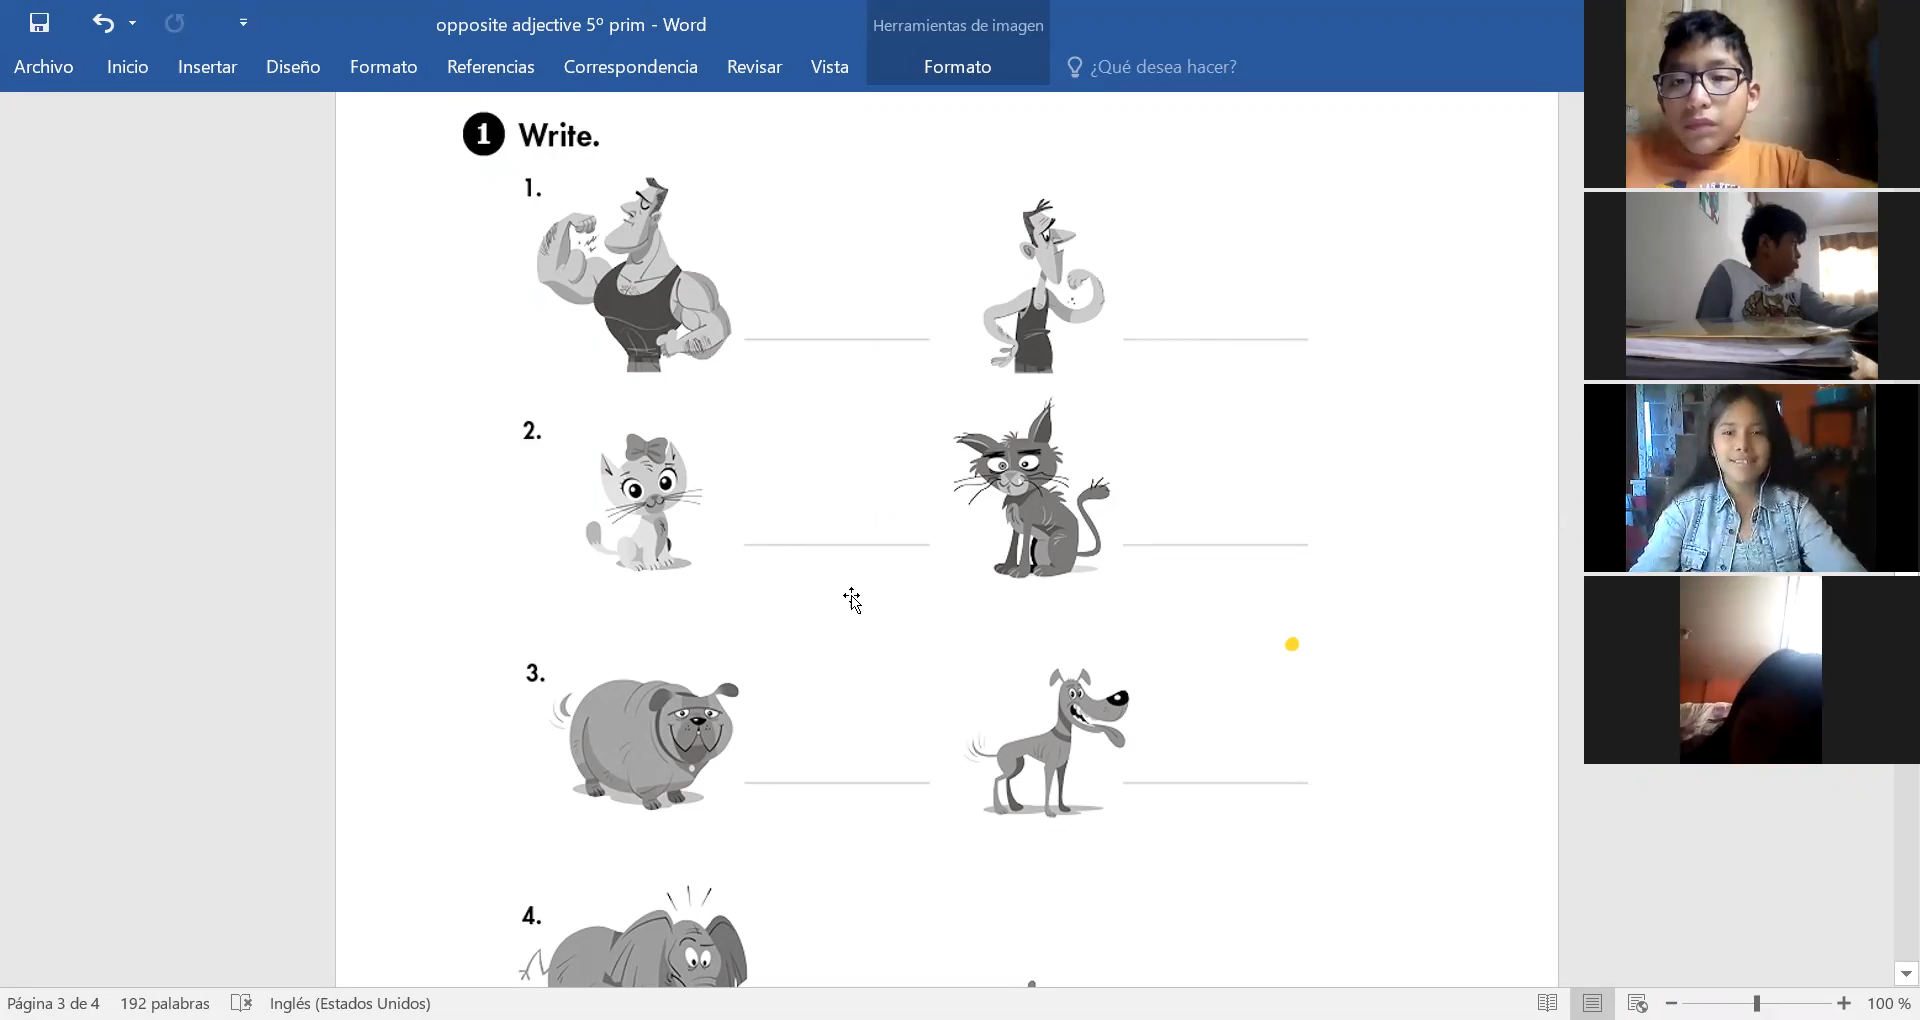 opposite adjective 5º prim - Word
Herramientas de imagen
Archivo Inicio Insertar Diseño Formato Referencias Correspondencia Revisar Vista Formato ¿Qué desea hacer?
1 Write.
1.
2.
3.
4.
Página 3 de 4 192 palabras Inglés (Estados Unidos) 100 %